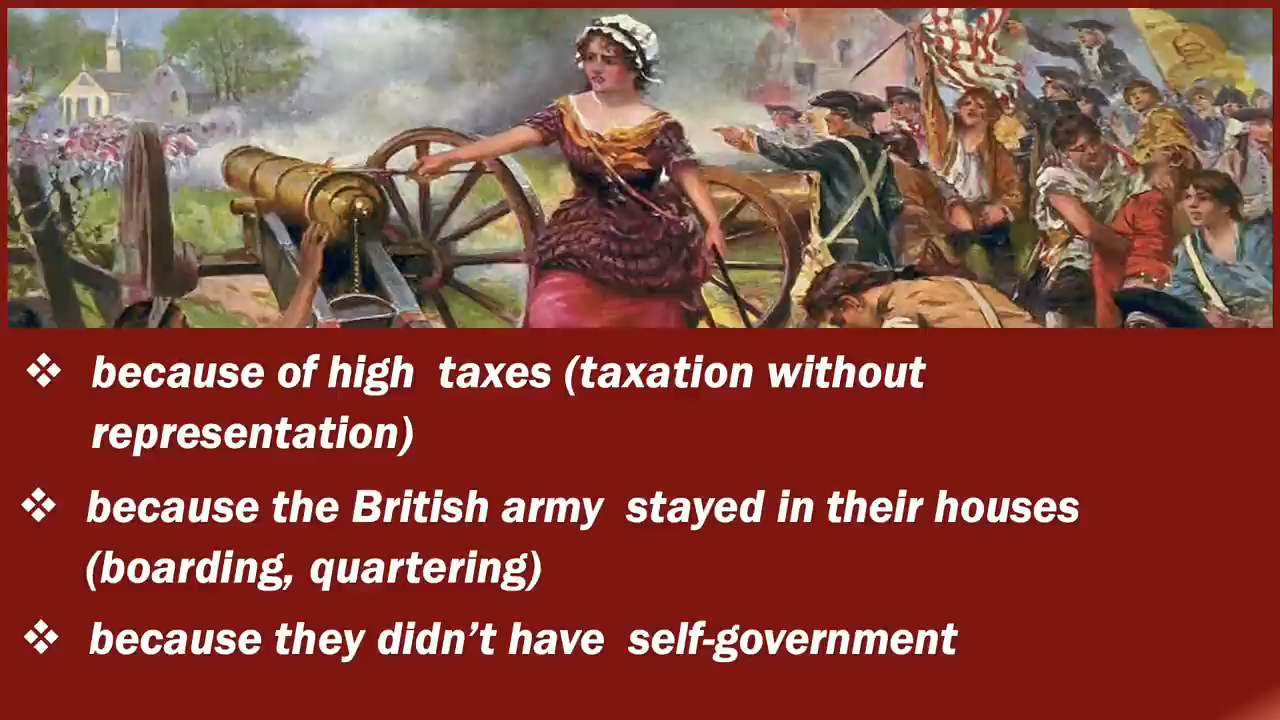 ❖ because of high taxes (taxation without
representation)
❖ because the British army stayed in their houses
(boarding, quartering)
❖ because they didn’t have self-government